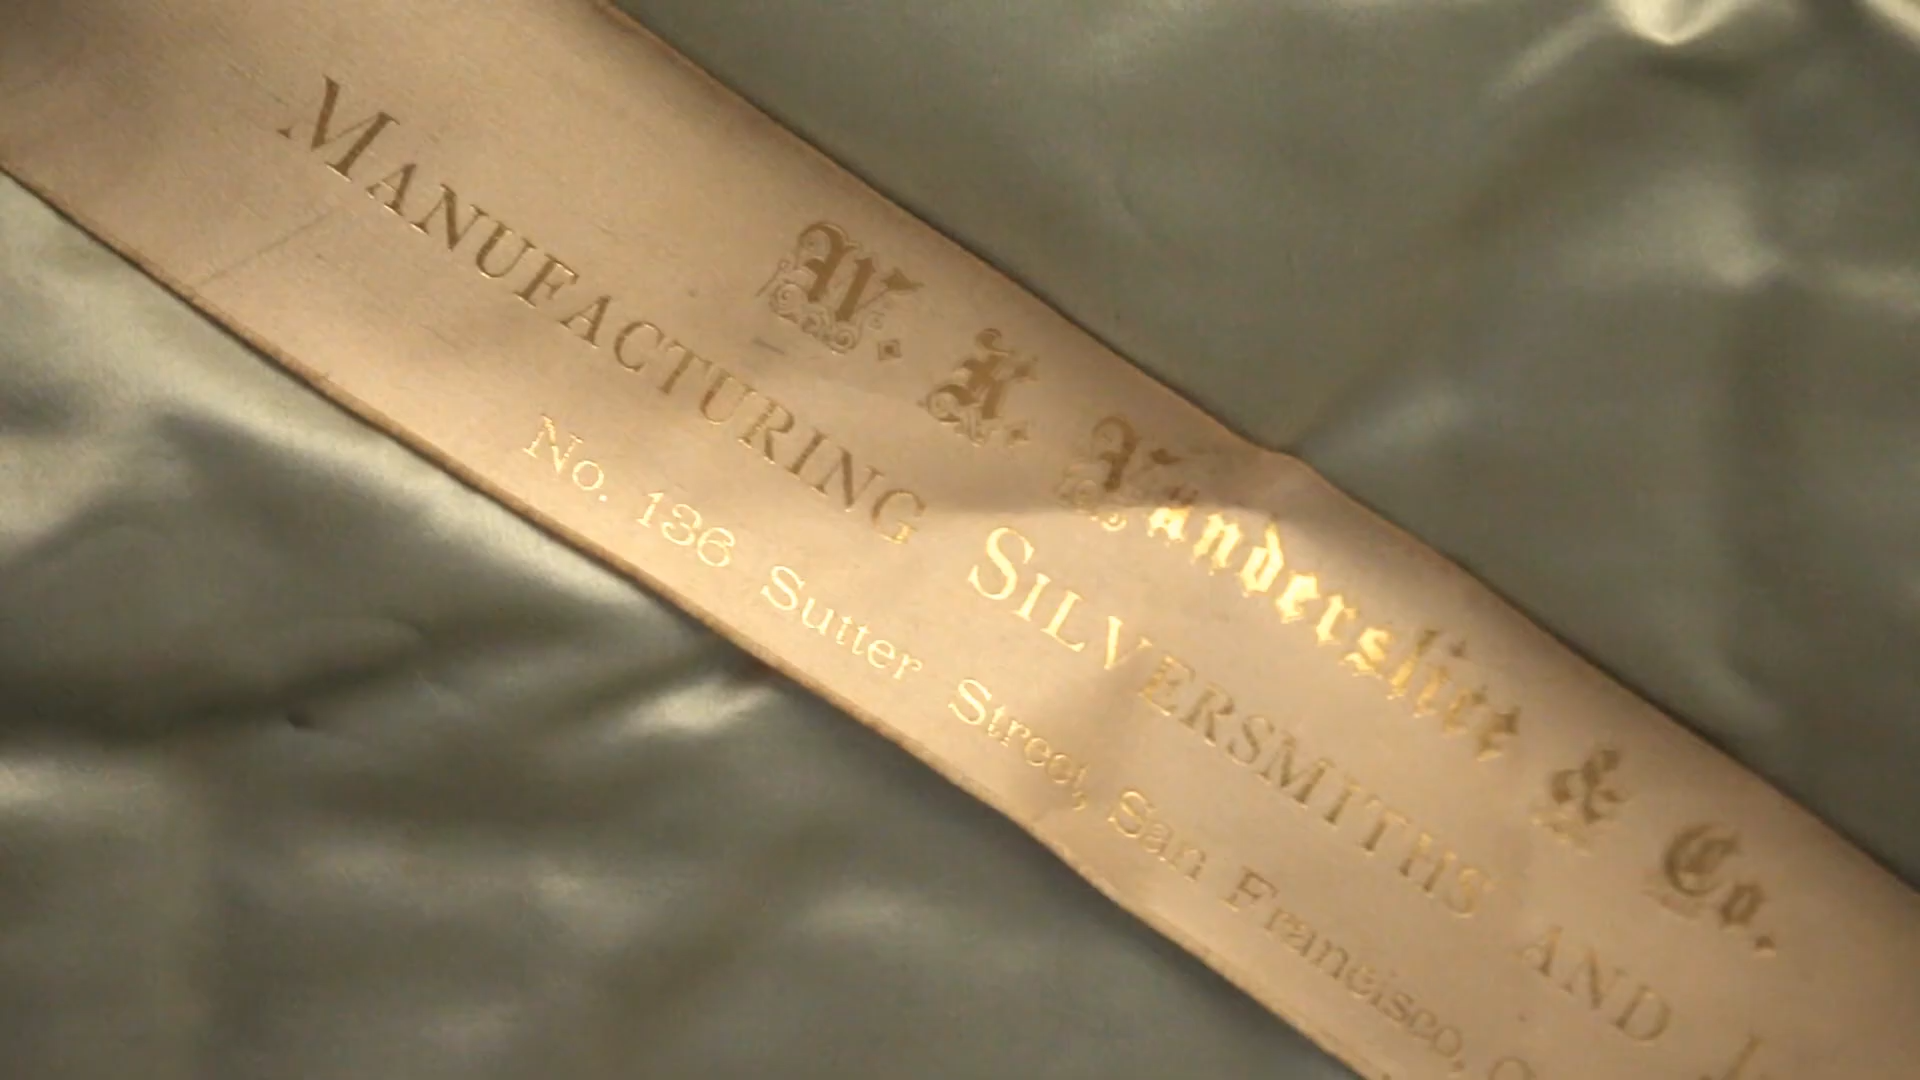 W. K. Vanderslice & Co.
Manufacturing Silversmiths and
No. 136 Sutter Street, San Francisco,